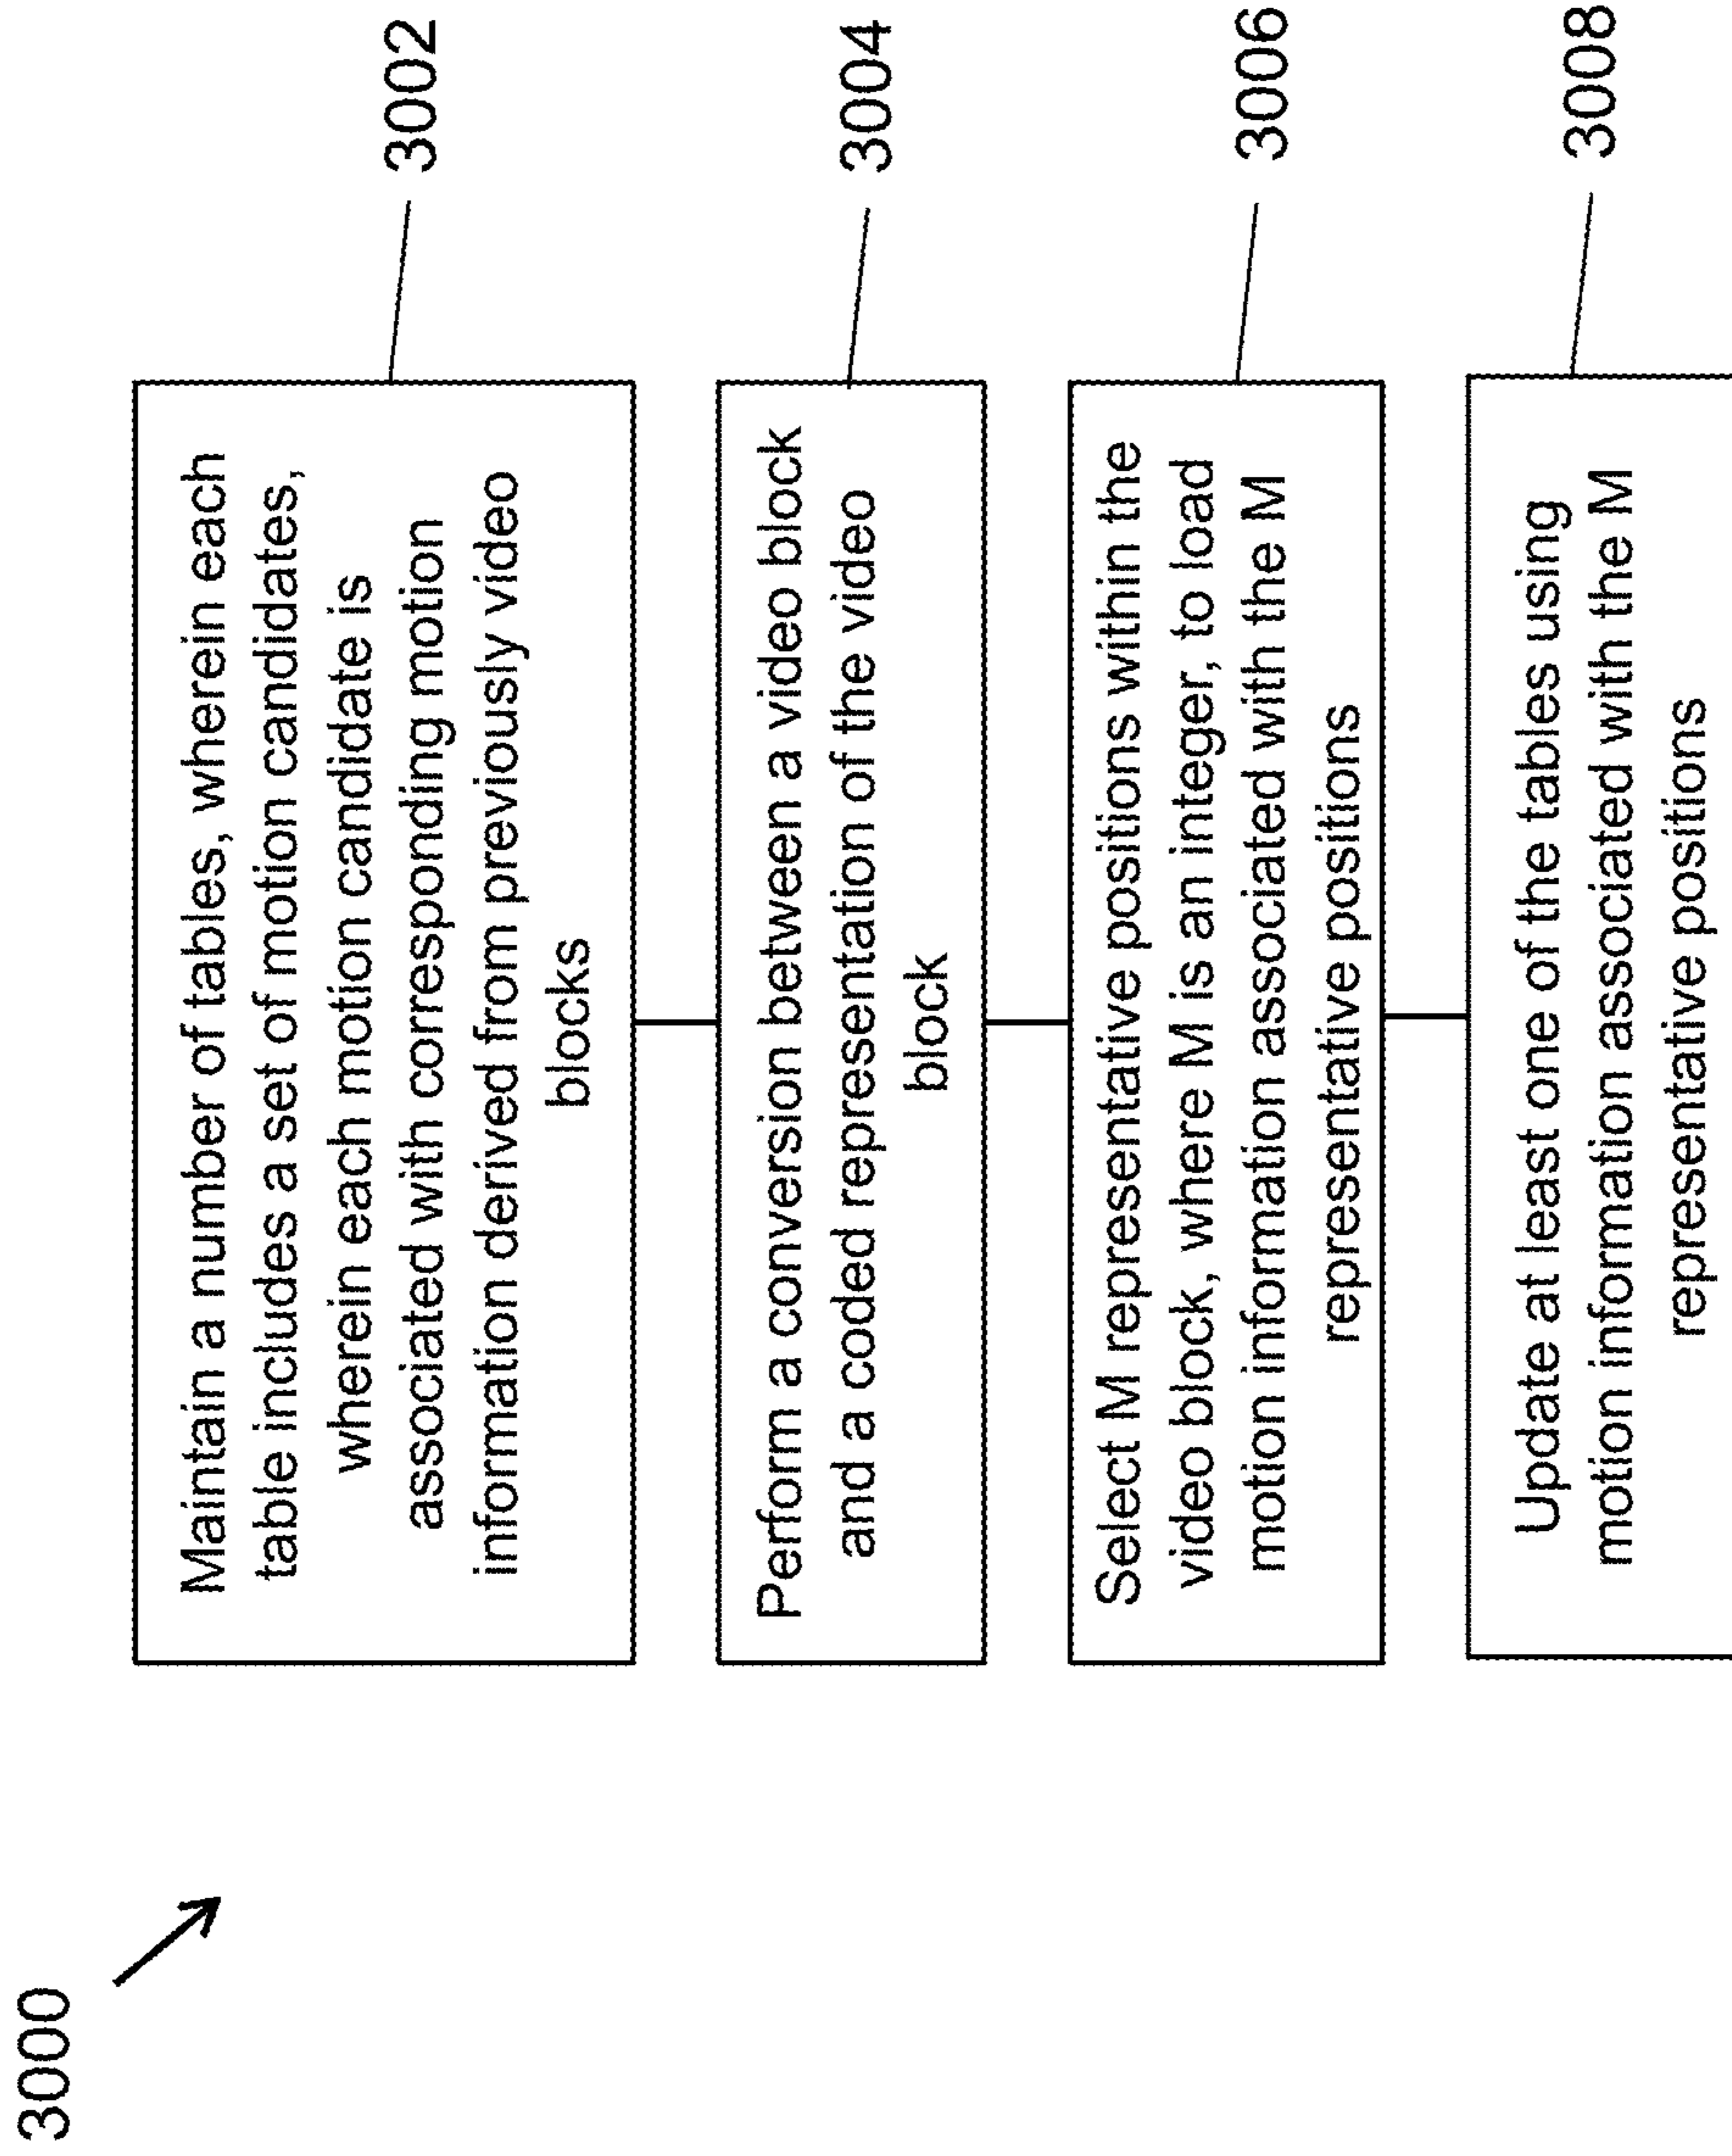 3000
Maintain a number of tables, wherein each
table includes a set of motion candidates,
wherein each motion candidate is
associated with corresponding motion
information derived from previously video
blocks
3002
Perform a conversion between a video block
and a coded representation of the video
block
3004
Select M representative positions within the
video block, where M is an integer, to load
motion information associated with the M
representative positions
3006
Update at least one of the tables using
motion information associated with the M
representative positions
3008